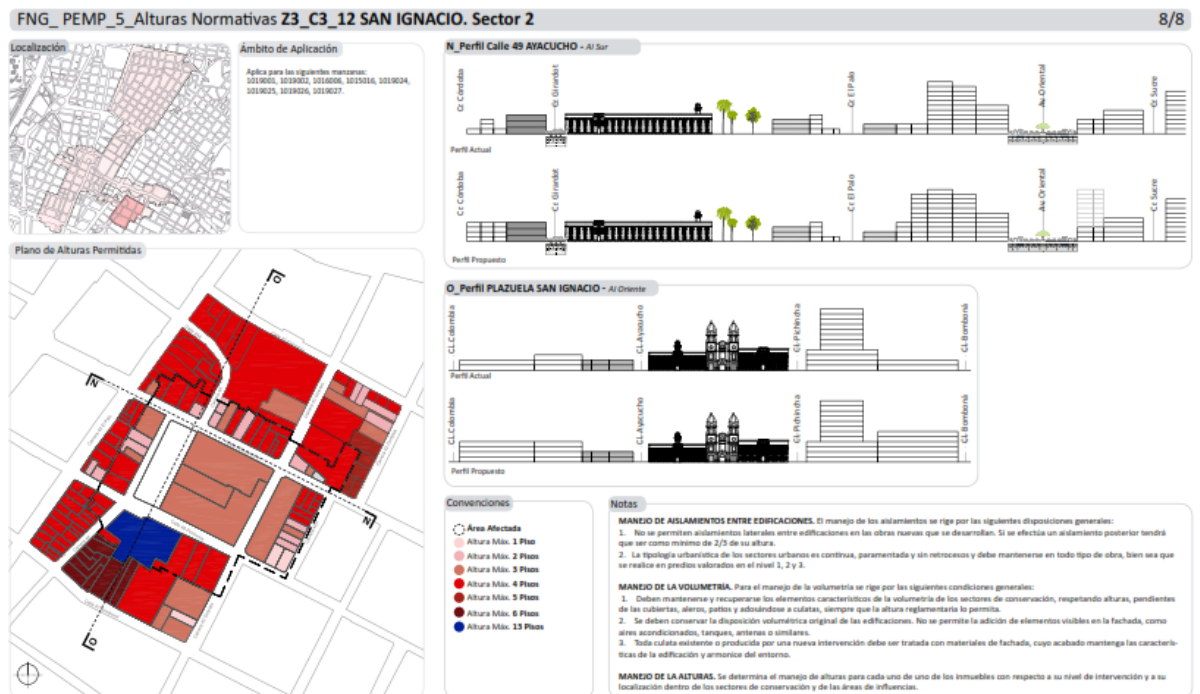 FNG_ PEMP_5_Alturas Normativas Z3_C3_12 SAN IGNACIO. Sector 2
8/8
Localización
Ámbito de Aplicación
Aplica para las siguientes manzanas:
1019001, 1019002, 1016006, 1015016, 1019024,
1019025, 1019026, 1019027.
Plano de Alturas Permitidas
O
N
N
O
N_Perfil Calle 49 AYACUCHO - Al Sur
Cr Córdoba
Cr Girardot
Cr El Palo
Av. Oriental
Cr Sucre
Perfil Actual
Cr Córdoba
Cr Girardot
Cr El Palo
Av. Oriental
Cr Sucre
Perfil Propuesto
O_Perfil PLAZUELA SAN IGNACIO - Al Oriente
CL Colombia
CL Ayacucho
CL Pichincha
CL Bomboná
Perfil Actual
CL Colombia
CL Ayacucho
CL Pichincha
CL Bomboná
Perfil Propuesto
Convenciones
Área Afectada
Altura Máx. 1 Piso
Altura Máx. 2 Pisos
Altura Máx. 3 Pisos
Altura Máx. 4 Pisos
Altura Máx. 5 Pisos
Altura Máx. 6 Pisos
Altura Máx. 13 Pisos
Notas
MANEJO DE AISLAMIENTOS ENTRE EDIFICACIONES. El manejo de los aislamientos se rige por las siguientes disposiciones generales:
1. No se permiten aislamientos laterales entre edificaciones en las obras nuevas que se desarrollan. Si se efectúa un aislamiento posterior tendrá
que ser como mínimo de 2/3 de su altura.
2. La tipología urbanística de los sectores urbanos es continua, paramentada y sin retrocesos y debe mantenerse en todo tipo de obra, bien sea que
se realice en predios valorados en el nivel 1, 2 y 3.
MANEJO DE LA VOLUMETRÍA. Para el manejo de la volumetría se rige por las siguientes condiciones generales:
1. Deben mantenerse y recuperarse los elementos característicos de la volumetría de los sectores de conservación, respetando alturas, pendientes
de las cubiertas, aleros, patios y adosándose a culatas, siempre que la altura reglamentaria lo permita.
2. Se deben conservar la disposición volumétrica original de las edificaciones. No se permite la adición de elementos visibles en la fachada, como
aires acondicionados, tanques, antenas o similares.
3. Toda culata existente o producida por una nueva intervención debe ser tratada con materiales de fachada, cuyo acabado mantenga las caracterís-
ticas de la edificación y armonice del entorno.
MANEJO DE LA ALTURAS. Se determina el manejo de alturas para cada uno de uno de los inmuebles con respecto a su nivel de intervención y a su
localización dentro de los sectores de conservación y de las áreas de influencias.